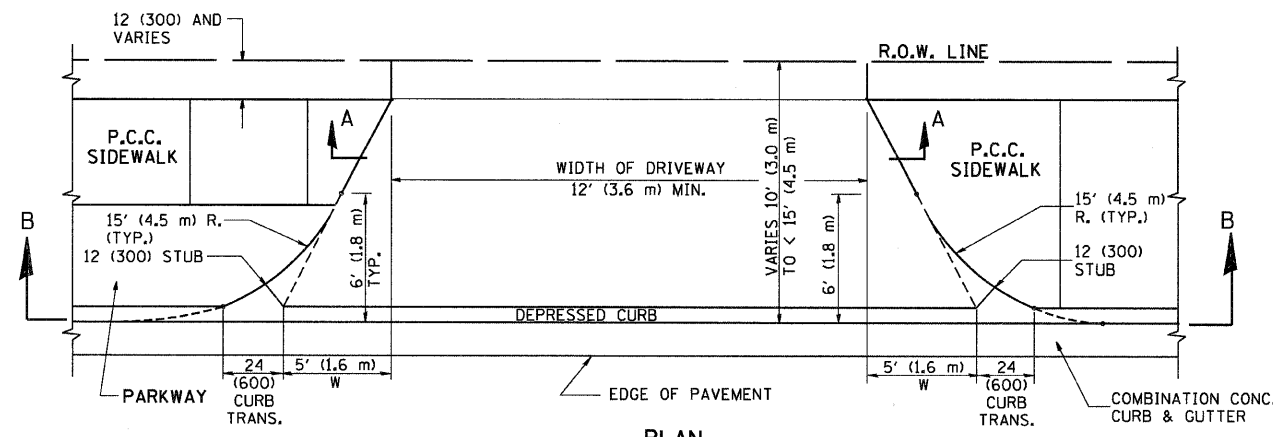 12 (300) AND
VARIES
R.O.W. LINE
A
A
P.C.C.
SIDEWALK
P.C.C.
SIDEWALK
WIDTH OF DRIVEWAY
12' (3.6 m) MIN.
VARIES 10' (3.0 m)
TO < 15' (4.5 m)
B
B
15' (4.5 m) R.
(TYP.)
12 (300) STUB
6' (1.8 m)
TYP.
6' (1.8 m)
15' (4.5 m)
R. (TYP.)
12 (300)
STUB
DEPRESSED CURB
24
(600)
CURB
TRANS.
5' (1.6 m)
W
5' (1.6 m)
W
24
(600)
CURB
TRANS.
PARKWAY
EDGE OF PAVEMENT
COMBINATION CONC.
CURB & GUTTER
PLAN